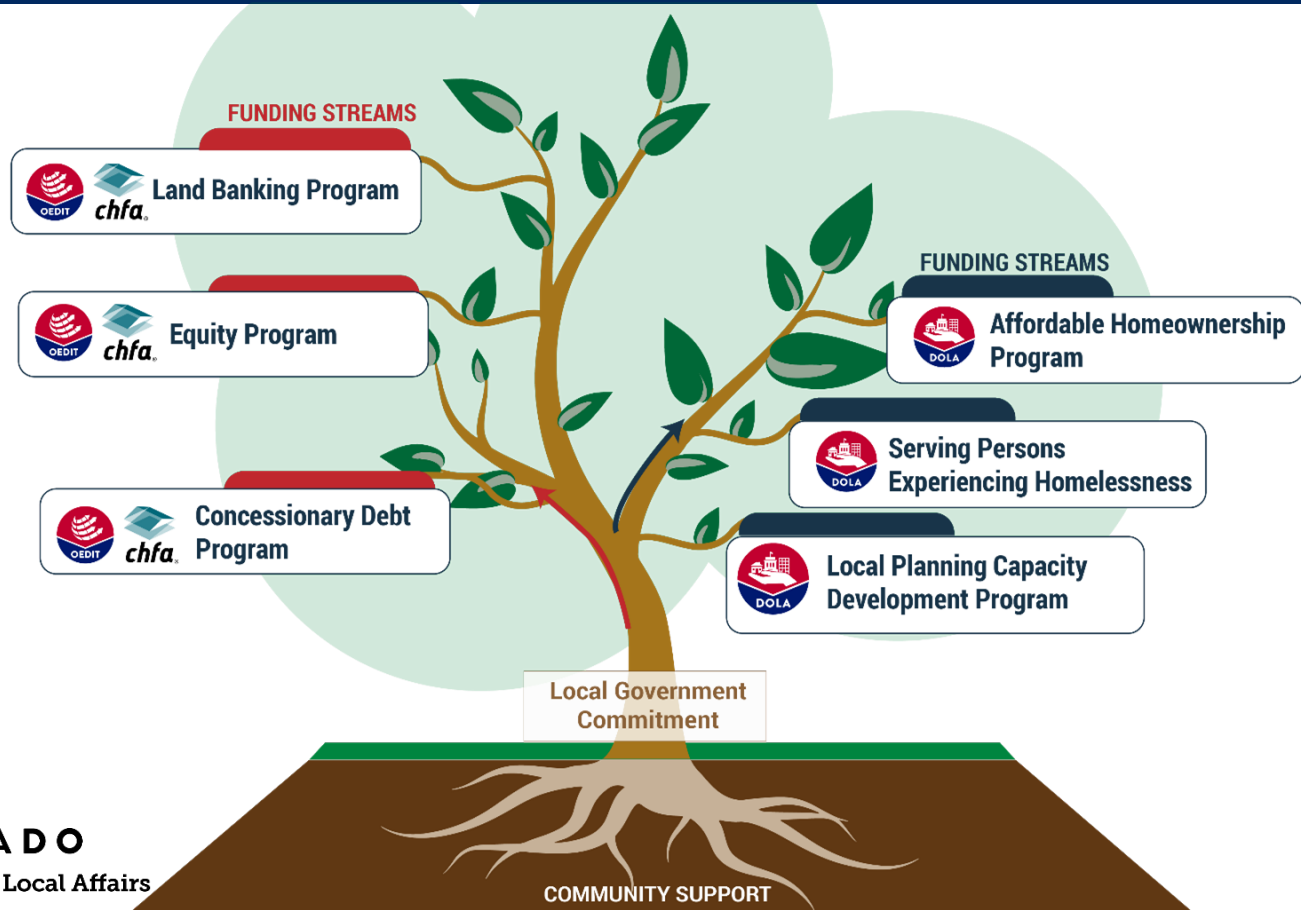 FUNDING STREAMS
OEDIT
chfa.
Land Banking Program
OEDIT
chfa.
Equity Program
OEDIT
chfa.
Concessionary Debt
Program
FUNDING STREAMS
DOLA
Affordable Homeownership
Program
DOLA
Serving Persons
Experiencing Homelessness
DOLA
Local Planning Capacity
Development Program
Local Government
Commitment
COMMUNITY SUPPORT
ADO
Local Affairs